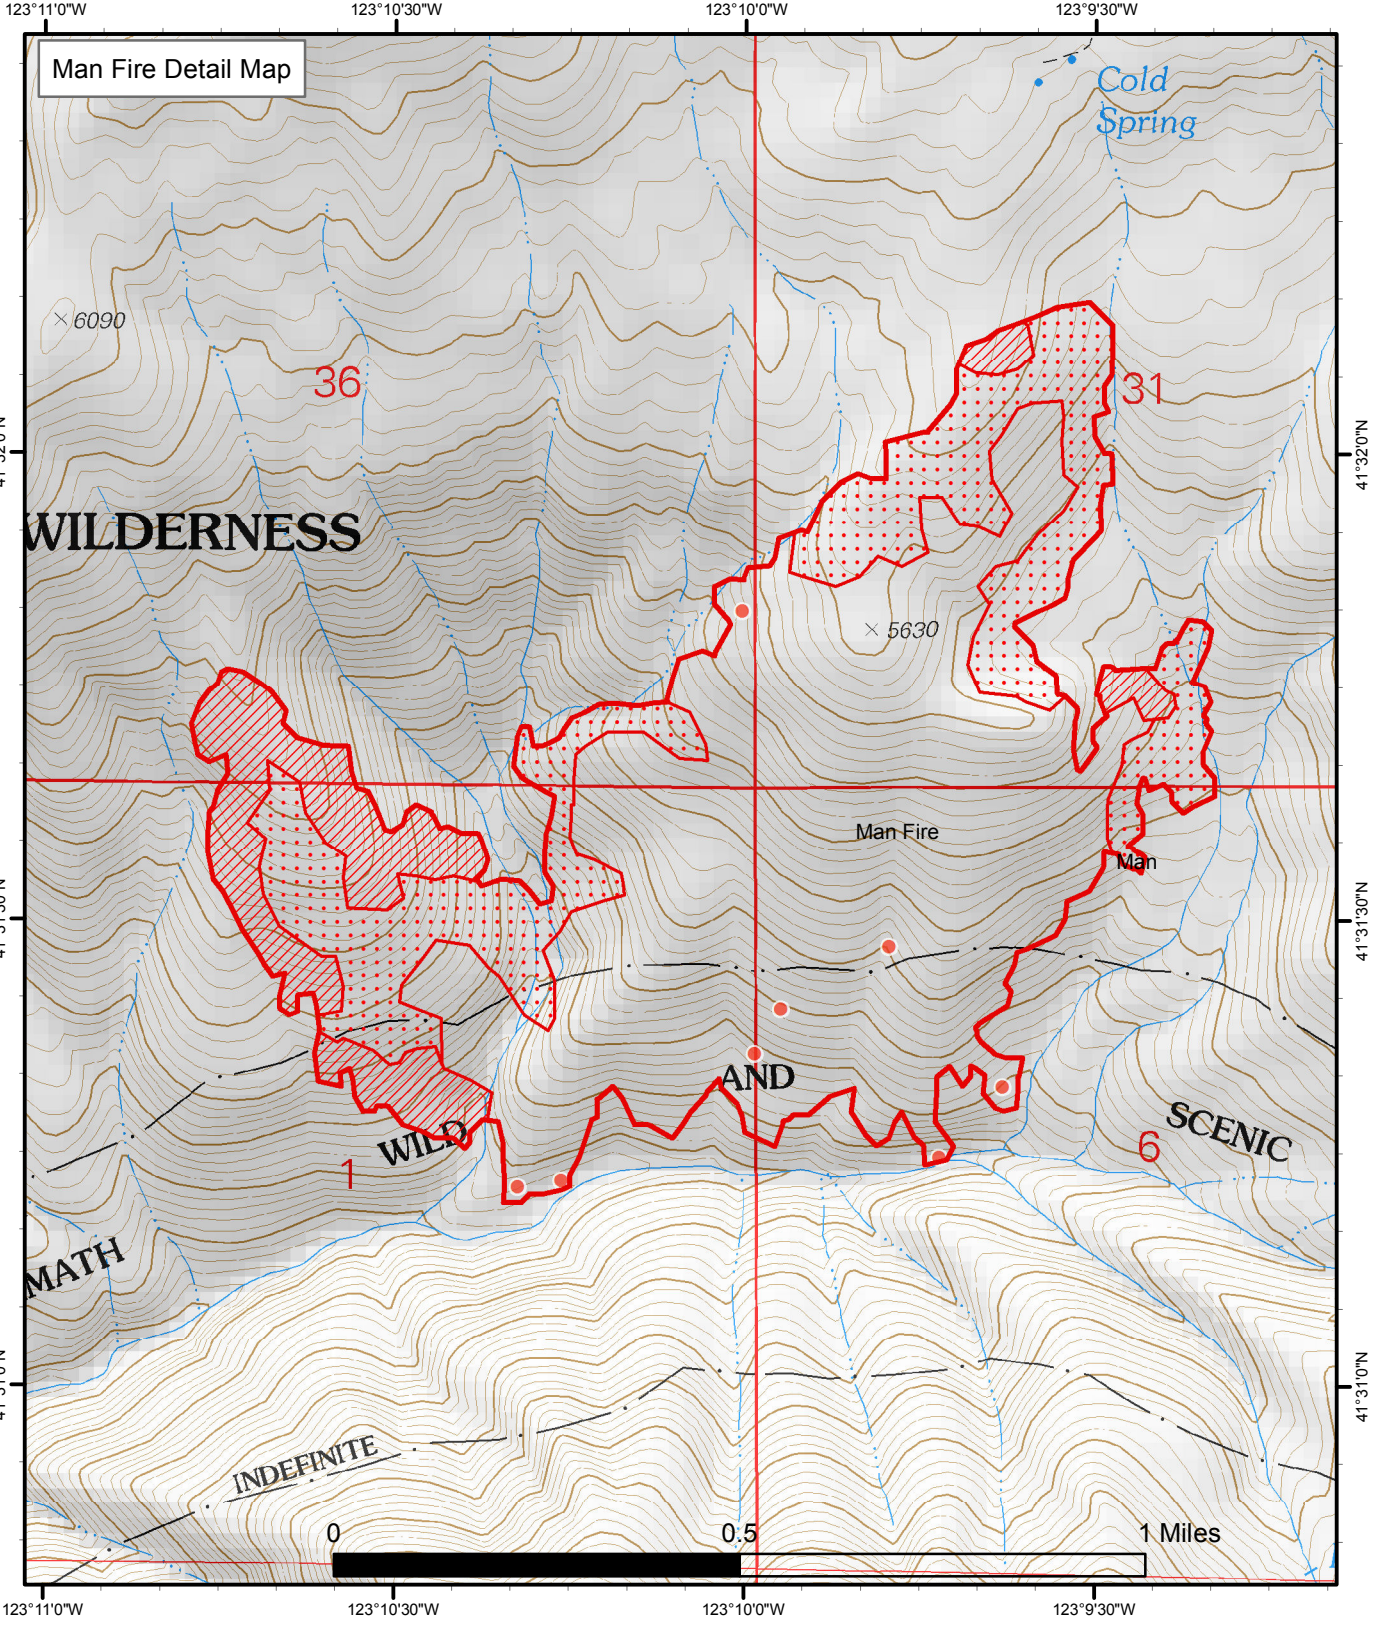 123°11'0"W
123°10'30"W
123°10'0"W
123°9'30"W
Man Fire Detail Map
Cold
Spring
6090
36
31
41°32'0"N
WILDERNESS
5630
Man Fire
Man
41°31'30"N
AND
SCENIC
WILD
6
1
MATH
41°31'0"N
INDEFINITE
0
0.5
1 Miles
123°11'0"W
123°10'30"W
123°10'0"W
123°9'30"W